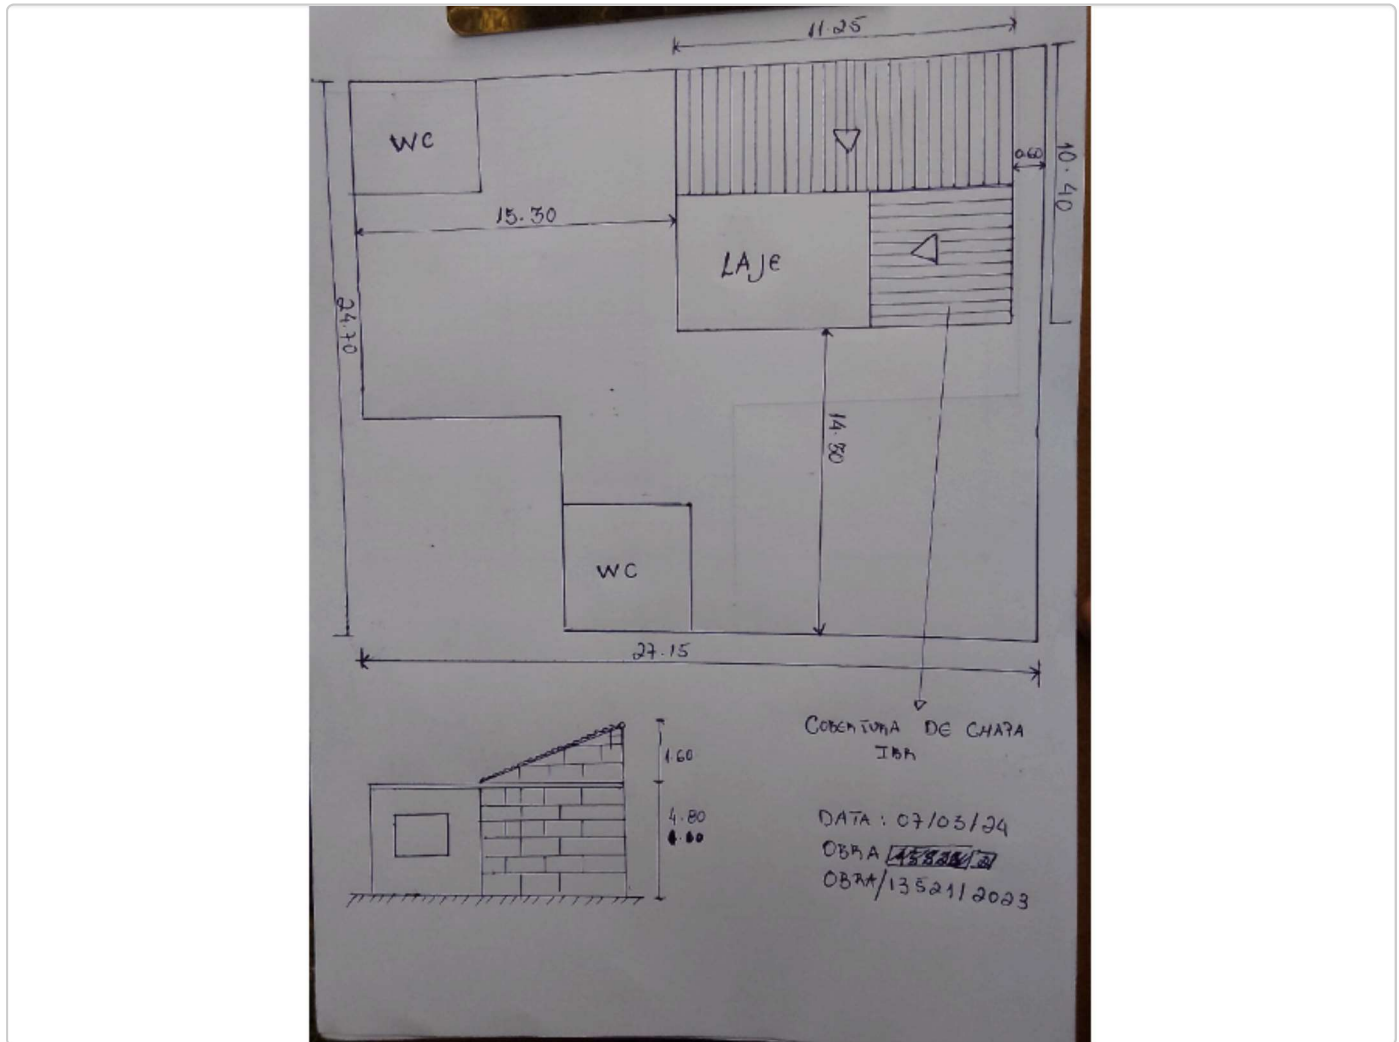 11.25
WC
0.60
10.40
15.30
LAJE
24.70
14.30
WC
27.15
COBERTURA DE CHAPA
IBR
1.60
4.80
DATA: 07/03/24
OBRA
OBRA/13521/2023